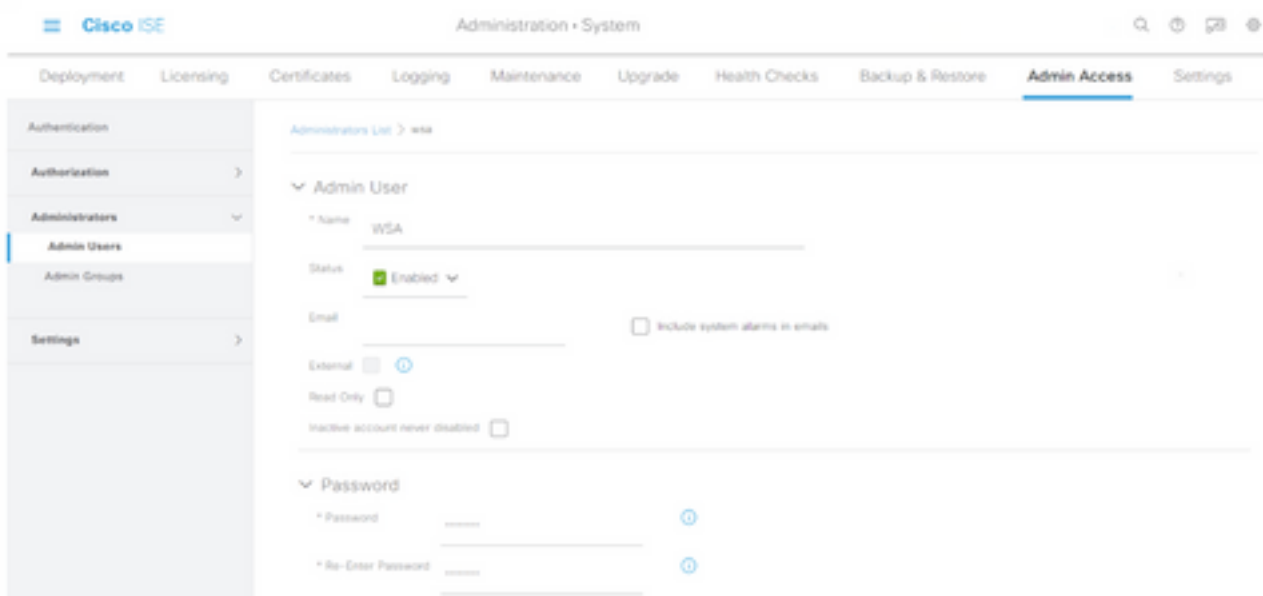 Cisco ISE
Administration • System
Deployment
Licensing
Certificates
Logging
Maintenance
Upgrade
Health Checks
Backup & Restore
Admin Access
Settings
Authentication
Authorization
Administrators
Admin Users
Admin Groups
Settings
Administrators List > wsa
Admin User
* Name
WSA
Status
Enabled
Email
Include system alarms in emails
External
Read Only
Inactive account never disabled
Password
* Password
........
* Re-Enter Password
........